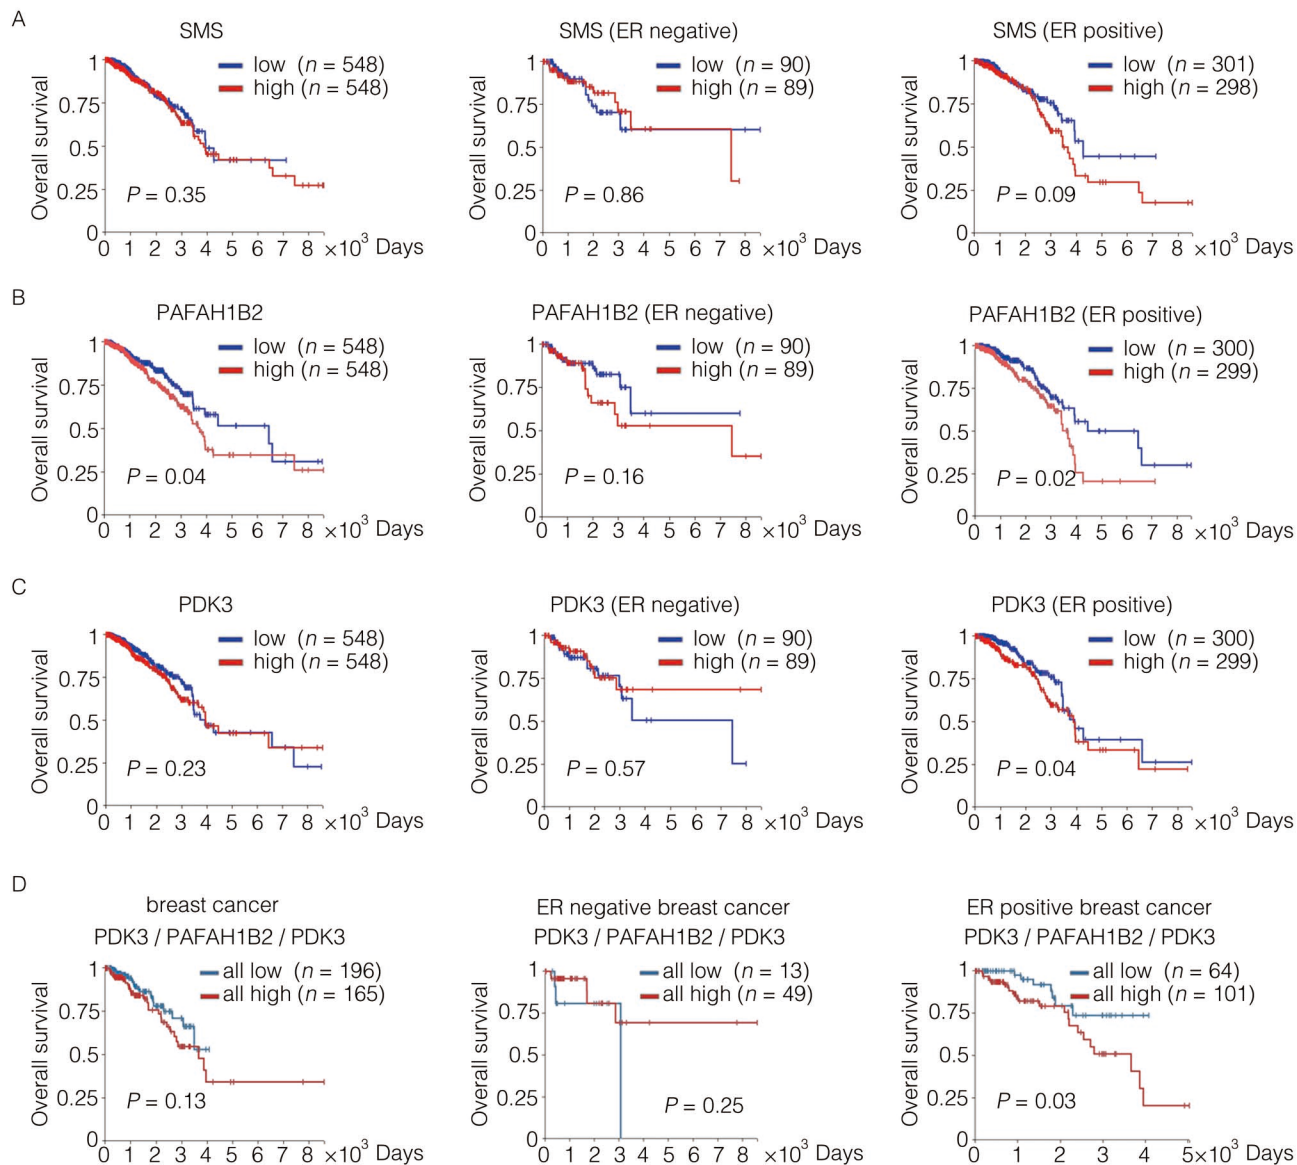 A
SMS
low (n = 548)
high (n = 548)
Overall survival
1
0.75
0.5
0.25
0
P = 0.35
0 1 2 3 4 5 6 7 8 ×10³ Days
SMS (ER negative)
low (n = 90)
high (n = 89)
Overall survival
1
0.75
0.5
0.25
0
P = 0.86
0 1 2 3 4 5 6 7 8 ×10³ Days
SMS (ER positive)
low (n = 301)
high (n = 298)
Overall survival
1
0.75
0.5
0.25
0
P = 0.09
0 1 2 3 4 5 6 7 8 ×10³ Days
B
PAFAH1B2
low (n = 548)
high (n = 548)
Overall survival
1
0.75
0.5
0.25
0
P = 0.04
0 1 2 3 4 5 6 7 8 ×10³ Days
PAFAH1B2 (ER negative)
low (n = 90)
high (n = 89)
Overall survival
1
0.75
0.5
0.25
0
P = 0.16
0 1 2 3 4 5 6 7 8 ×10³ Days
PAFAH1B2 (ER positive)
low (n = 300)
high (n = 299)
Overall survival
1
0.75
0.5
0.25
0
P = 0.02
0 1 2 3 4 5 6 7 8 ×10³ Days
C
PDK3
low (n = 548)
high (n = 548)
Overall survival
1
0.75
0.5
0.25
0
P = 0.23
0 1 2 3 4 5 6 7 8 ×10³ Days
PDK3 (ER negative)
low (n = 90)
high (n = 89)
Overall survival
1
0.75
0.5
0.25
0
P = 0.57
0 1 2 3 4 5 6 7 8 ×10³ Days
PDK3 (ER positive)
low (n = 300)
high (n = 299)
Overall survival
1
0.75
0.5
0.25
0
P = 0.04
0 1 2 3 4 5 6 7 8 ×10³ Days
D
breast cancer
PDK3 / PAFAH1B2 / PDK3
all low (n = 196)
all high (n = 165)
Overall survival
1
0.75
0.5
0.25
0
P = 0.13
0 1 2 3 4 5 6 7 8 ×10³ Days
ER negative breast cancer
PDK3 / PAFAH1B2 / PDK3
all low (n = 13)
all high (n = 49)
Overall survival
1
0.75
0.5
0.25
0
P = 0.25
0 1 2 3 4 5 6 7 8 ×10³ Days
ER positive breast cancer
PDK3 / PAFAH1B2 / PDK3
all low (n = 64)
all high (n = 101)
Overall survival
1
0.75
0.5
0.25
0
P = 0.03
0 1 2 3 4 5×10³ Days